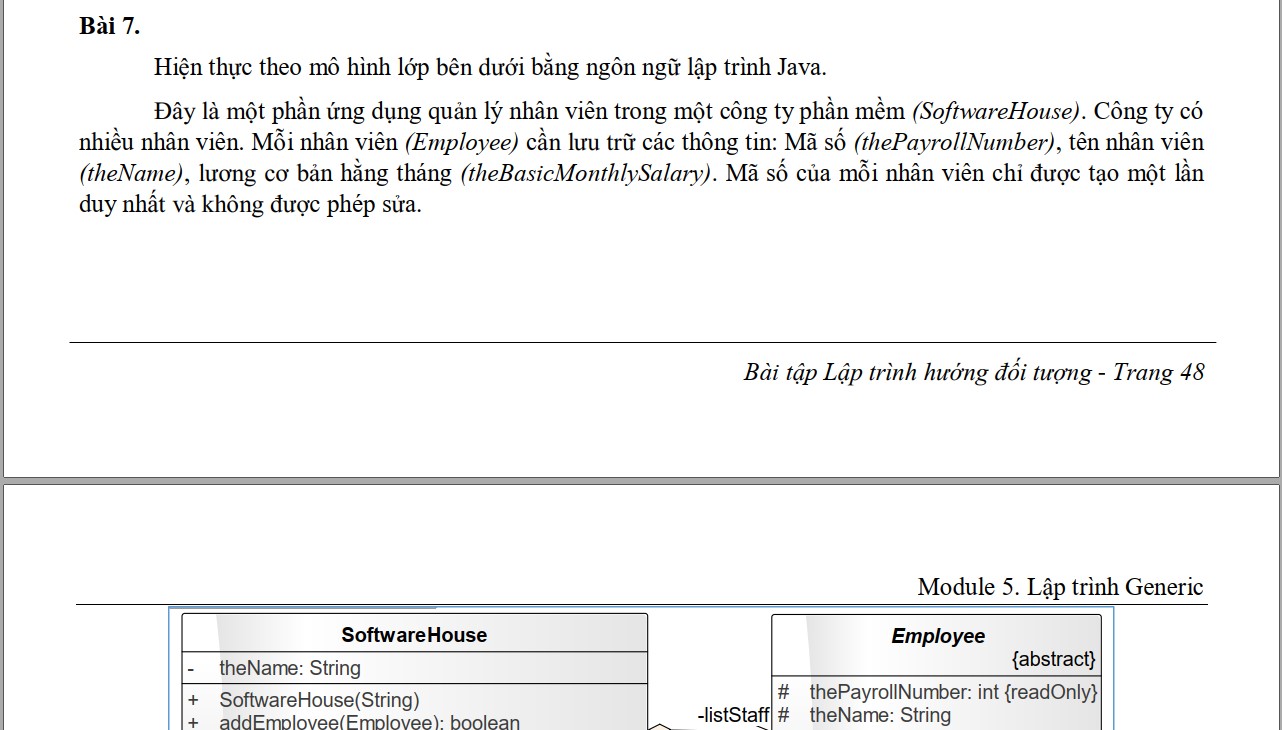 Bài 7.
Hiện thực theo mô hình lớp bên dưới bằng ngôn ngữ lập trình Java.
Đây là một phần ứng dụng quản lý nhân viên trong một công ty phần mềm (SoftwareHouse). Công ty có
nhiều nhân viên. Mỗi nhân viên (Employee) cần lưu trữ các thông tin: Mã số (thePayrollNumber), tên nhân viên
(theName), lương cơ bản hằng tháng (theBasicMonthlySalary). Mã số của mỗi nhân viên chỉ được tạo một lần
duy nhất và không được phép sửa.
Bài tập Lập trình hướng đối tượng - Trang 48
Module 5. Lập trình Generic
SoftwareHouse
- theName: String
+ SoftwareHouse(String)
+ addEmployee(Employee): boolean
-listStaff
Employee
{abstract}
# thePayrollNumber: int {readOnly}
# theName: String